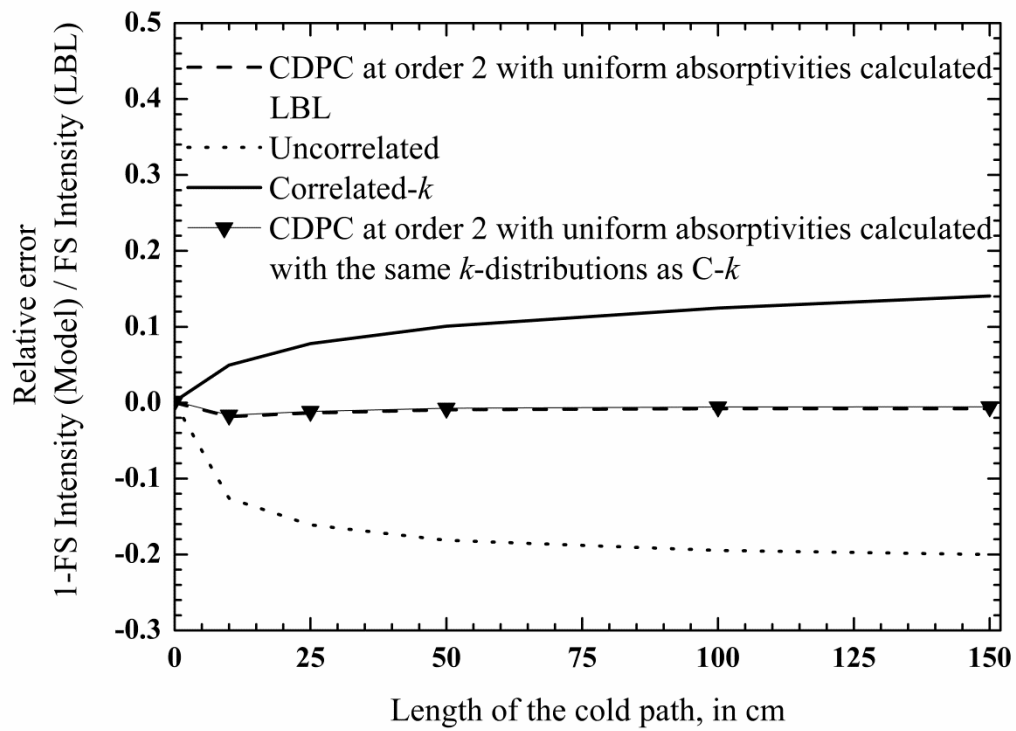 0.5
0.4
0.3
0.2
0.1
0.0
-0.1
-0.2
-0.3
Relative error
1-FS Intensity (Model) / FS Intensity (LBL)
CDPC at order 2 with uniform absorptivities calculated
LBL
Uncorrelated
Correlated-k
CDPC at order 2 with uniform absorptivities calculated
with the same k-distributions as C-k
0 25 50 75 100 125 150
Length of the cold path, in cm